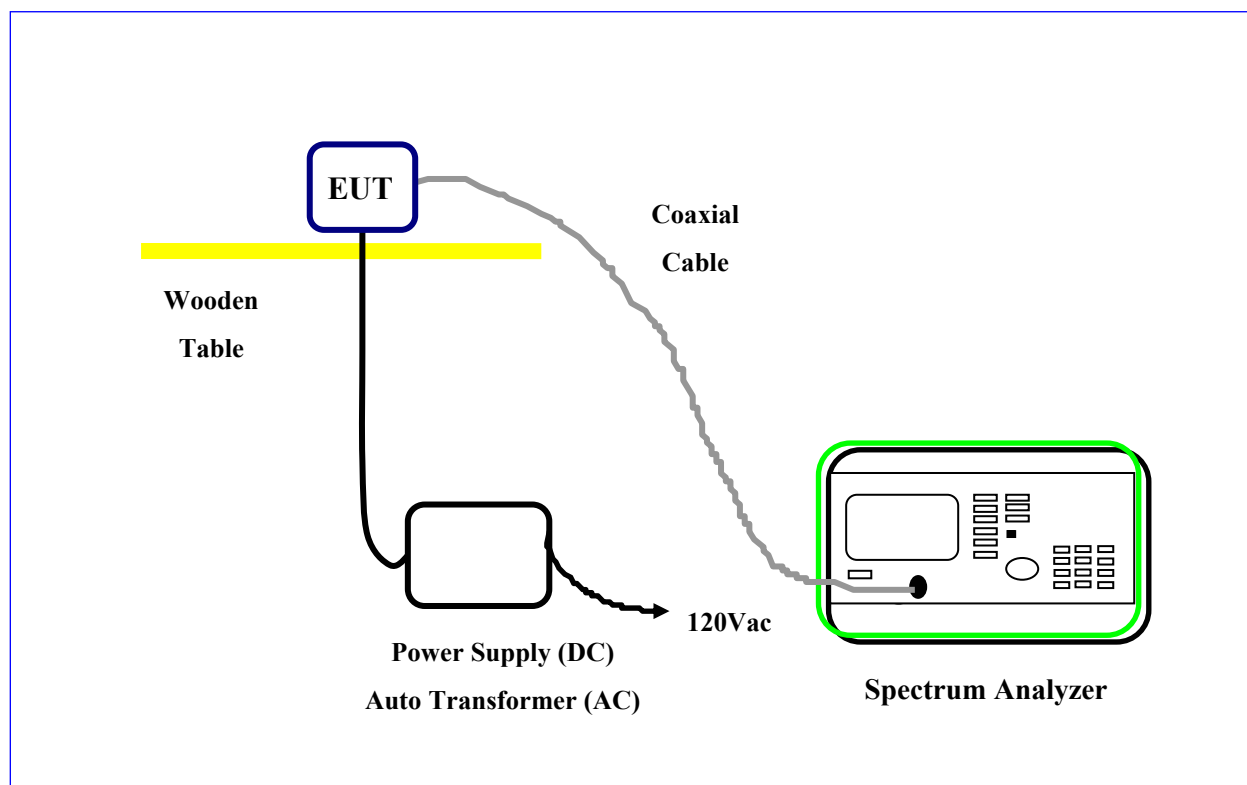 EUT
Coaxial
Cable
Wooden
Table
120Vac
Power Supply (DC)
Auto Transformer (AC)
Spectrum Analyzer